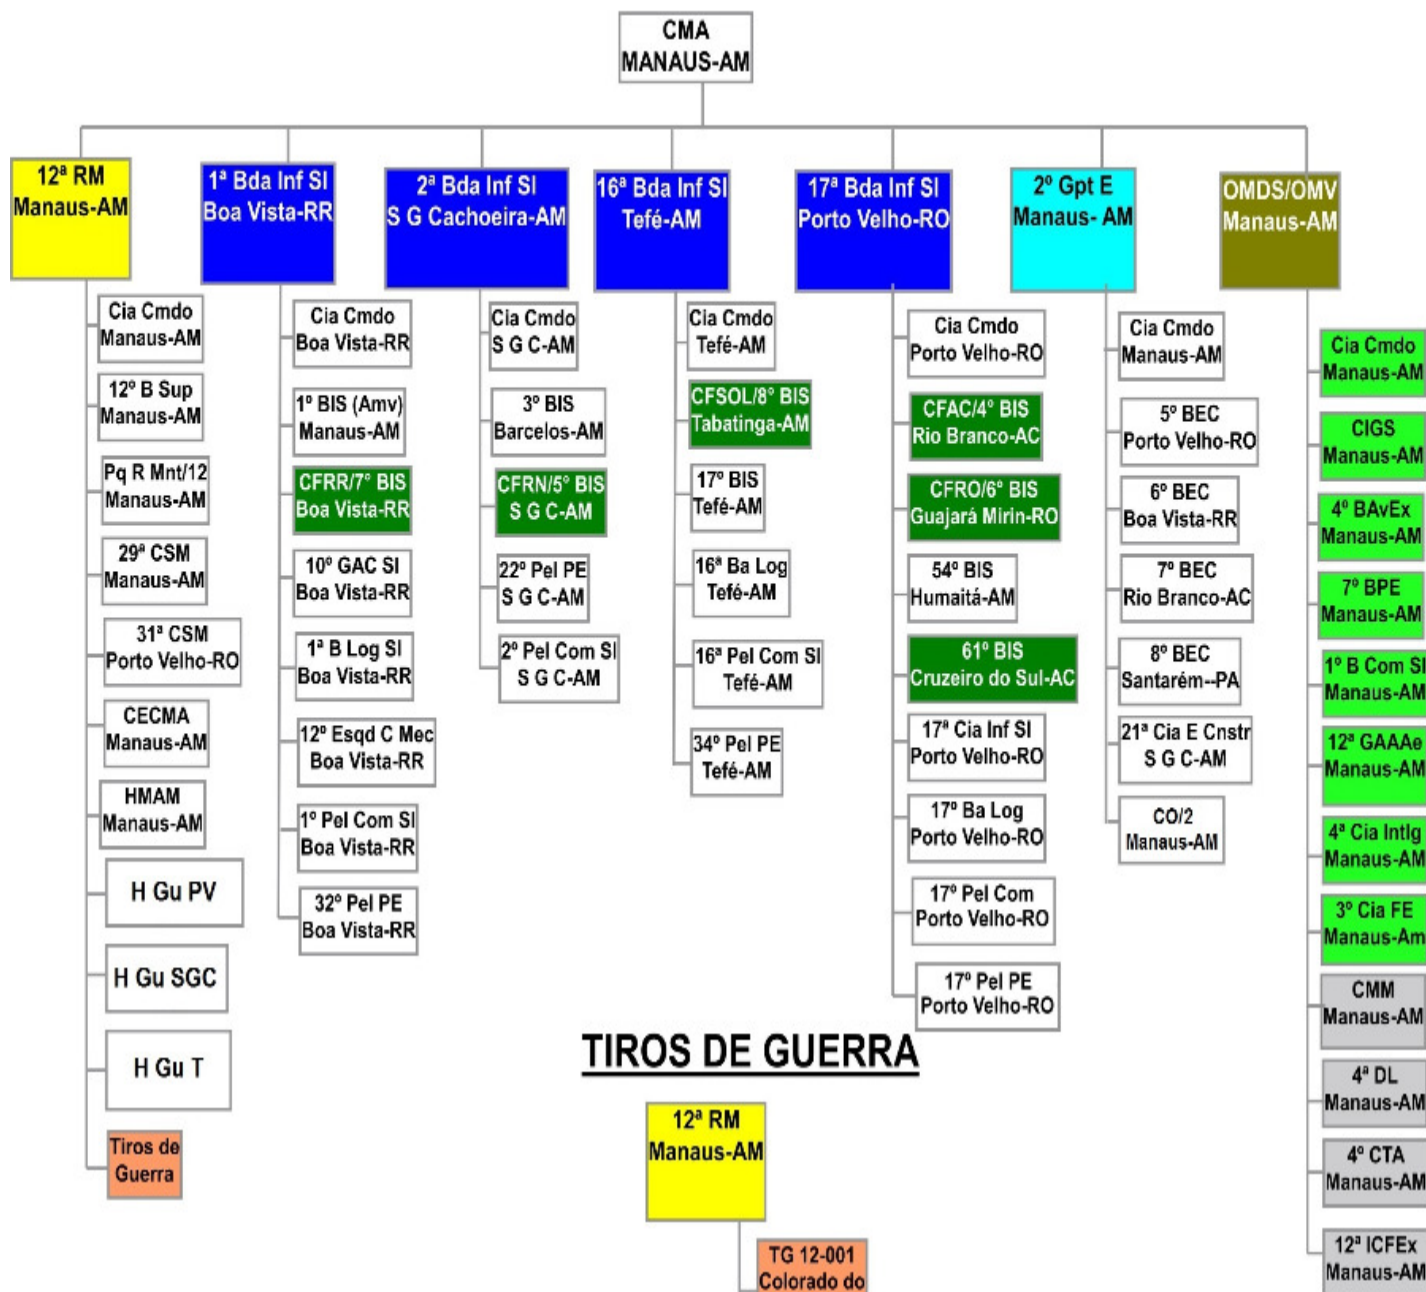 CMA
MANAUS-AM
12ª RM
Manaus-AM
Cia Cmdo
Manaus-AM
12º B Sup
Manaus-AM
Pq R Mnt/12
Manaus-AM
29ª CSM
Manaus-AM
31ª CSM
Porto Velho-RO
CECMA
Manaus-AM
HMAM
Manaus-AM
H Gu PV
H Gu SGC
H Gu T
Tiros de
Guerra
1ª Bda Inf SI
Boa Vista-RR
Cia Cmdo
Boa Vista-RR
1º BIS (Amv)
Manaus-AM
CFRR/7º BIS
Boa Vista-RR
10º GAC SI
Boa Vista-RR
1ª B Log SI
Boa Vista-RR
12º Esqd C Mec
Boa Vista-RR
1º Pel Com SI
Boa Vista-RR
32º Pel PE
Boa Vista-RR
2ª Bda Inf SI
S G Cachoeira-AM
Cia Cmdo
S G C-AM
3º BIS
Barcelos-AM
CFRN/5º BIS
S G C-AM
22º Pel PE
S G C-AM
2º Pel Com SI
S G C-AM
16ª Bda Inf SI
Tefé-AM
Cia Cmdo
Tefé-AM
CFSOL/8º BIS
Tabatinga-AM
17º BIS
Tefé-AM
16ª Ba Log
Tefé-AM
16ª Pel Com SI
Tefé-AM
34º Pel PE
Tefé-AM
17ª Bda Inf SI
Porto Velho-RO
Cia Cmdo
Porto Velho-RO
CFAC/4º BIS
Rio Branco-AC
CFRO/6º BIS
Guajará Mirin-RO
54º BIS
Humaitá-AM
61º BIS
Cruzeiro do Sul-AC
17ª Cia Inf SI
Porto Velho-RO
17º Ba Log
Porto Velho-RO
17º Pel Com
Porto Velho-RO
17º Pel PE
Porto Velho-RO
2º Gpt E
Manaus- AM
Cia Cmdo
Manaus-AM
5º BEC
Porto Velho-RO
6º BEC
Boa Vista-RR
7º BEC
Rio Branco-AC
8º BEC
Santarém--PA
21ª Cia E Cnstr
S G C-AM
CO/2
Manaus-AM
OMDS/OMV
Manaus-AM
Cia Cmdo
Manaus-AM
CIGS
Manaus-AM
4º BAvEx
Manaus-AM
7º BPE
Manaus-AM
1º B Com SI
Manaus-AM
12ª GAAAe
Manaus-AM
4ª Cia Intlg
Manaus-AM
3º Cia FE
Manaus-Am
CMM
Manaus-AM
4ª DL
Manaus-AM
4º CTA
Manaus-AM
12ª ICFEx
Manaus-AM
TIROS DE GUERRA
12ª RM
Manaus-AM
TG 12-001
Colorado do